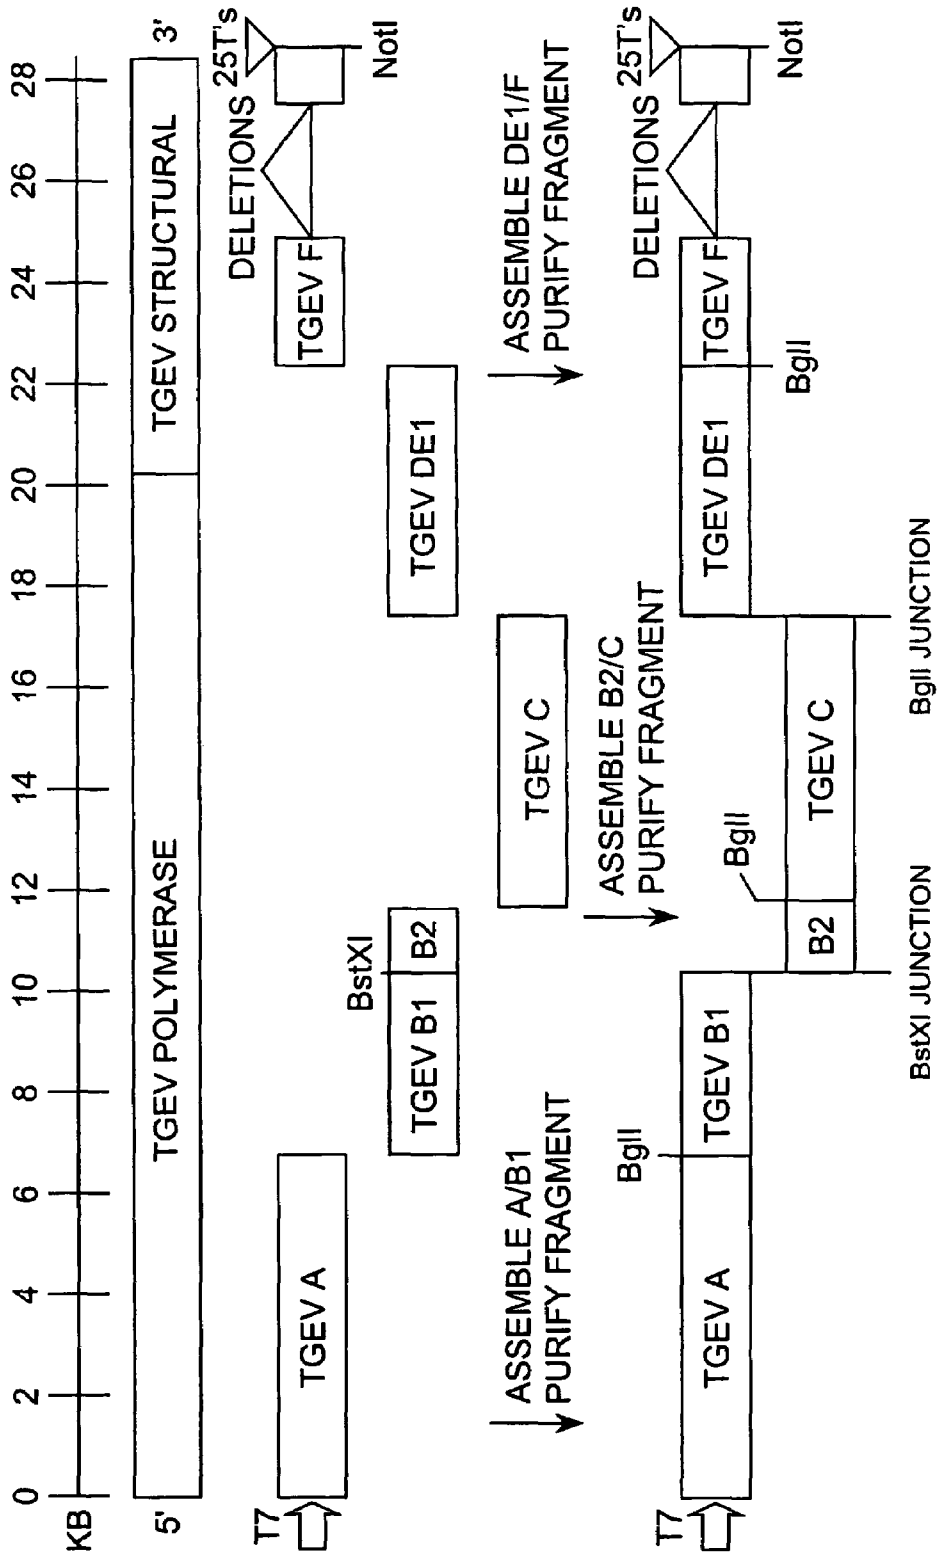 0 2 4 6 8 10 12 14 16 18 20 22 24 26 28
KB
5' TGEV POLYMERASE TGEV STRUCTURAL 3'
T7
TGEV A
BstXI
TGEV B1 B2
TGEV C
TGEV DE1
TGEV F
DELETIONS
25T's
NotI
ASSEMBLE A/B1
PURIFY FRAGMENT
ASSEMBLE B2/C
PURIFY FRAGMENT
ASSEMBLE DE1/F
PURIFY FRAGMENT
T7
TGEV A
BglI
TGEV B1
B2
BglI
TGEV C
TGEV DE1
TGEV F
BglI
DELETIONS
25T's
NotI
BstXI JUNCTION
BglI JUNCTION